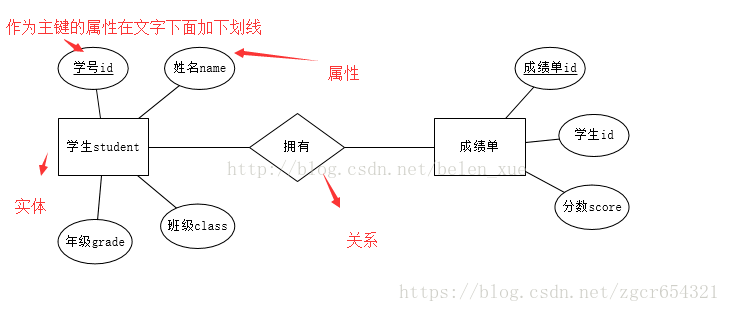 作为主键的属性在文字下面加下划线
学号id
姓名name
属性
成绩单id
学生student
拥有
成绩单
学生id
http://blog.csdn.net/belen_xue
实体
关系
年级grade
班级class
分数score
https://blog.csdn.net/zgcr654321